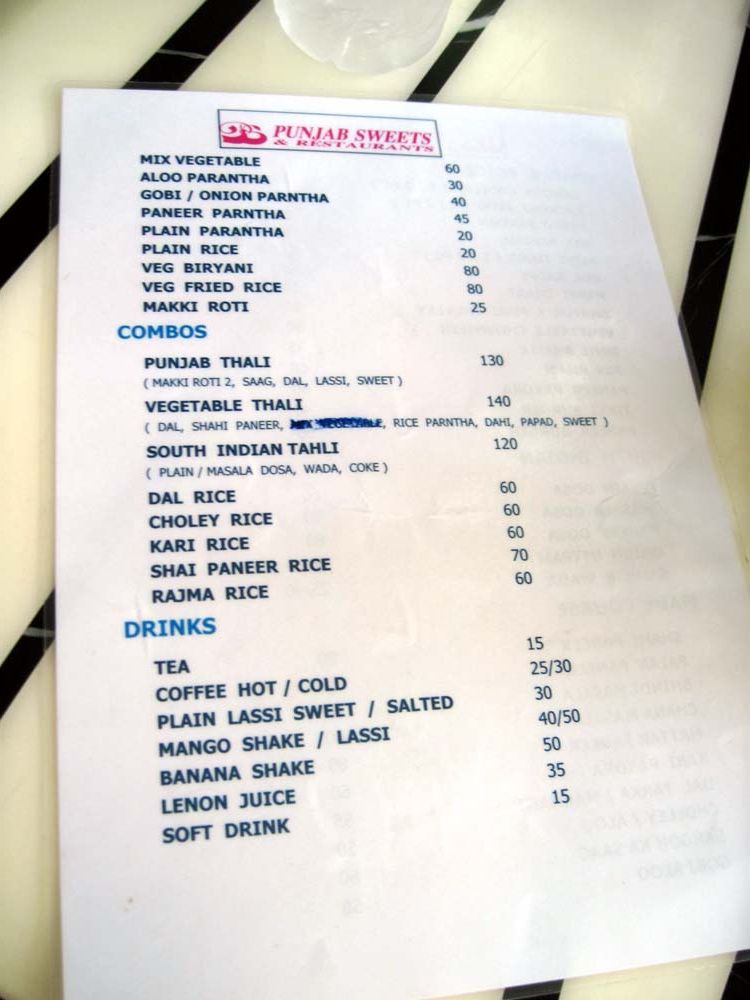 PUNJAB SWEETS
& RESTAURANTS
MIX VEGETABLE 60
ALOO PARANTHA 30
GOBI / ONION PARNTHA 40
PANEER PARNTHA 45
PLAIN PARANTHA 20
PLAIN RICE 20
VEG BIRYANI 80
VEG FRIED RICE 80
MAKKI ROTI 25
COMBOS
PUNJAB THALI 130
( MAKKI ROTI 2, SAAG, DAL, LASSI, SWEET )
VEGETABLE THALI 140
( DAL, SHAHI PANEER, MIX VEGETABLE, RICE PARNTHA, DAHI, PAPAD, SWEET )
SOUTH INDIAN TAHLI 120
( PLAIN / MASALA DOSA, WADA, COKE )
DAL RICE 60
CHOLEY RICE 60
KARI RICE 60
SHAI PANEER RICE 70
RAJMA RICE 60
DRINKS
TEA 15
COFFEE HOT / COLD 25/30
PLAIN LASSI SWEET / SALTED 30
MANGO SHAKE / LASSI 40/50
BANANA SHAKE 50
LENON JUICE 35
SOFT DRINK 15